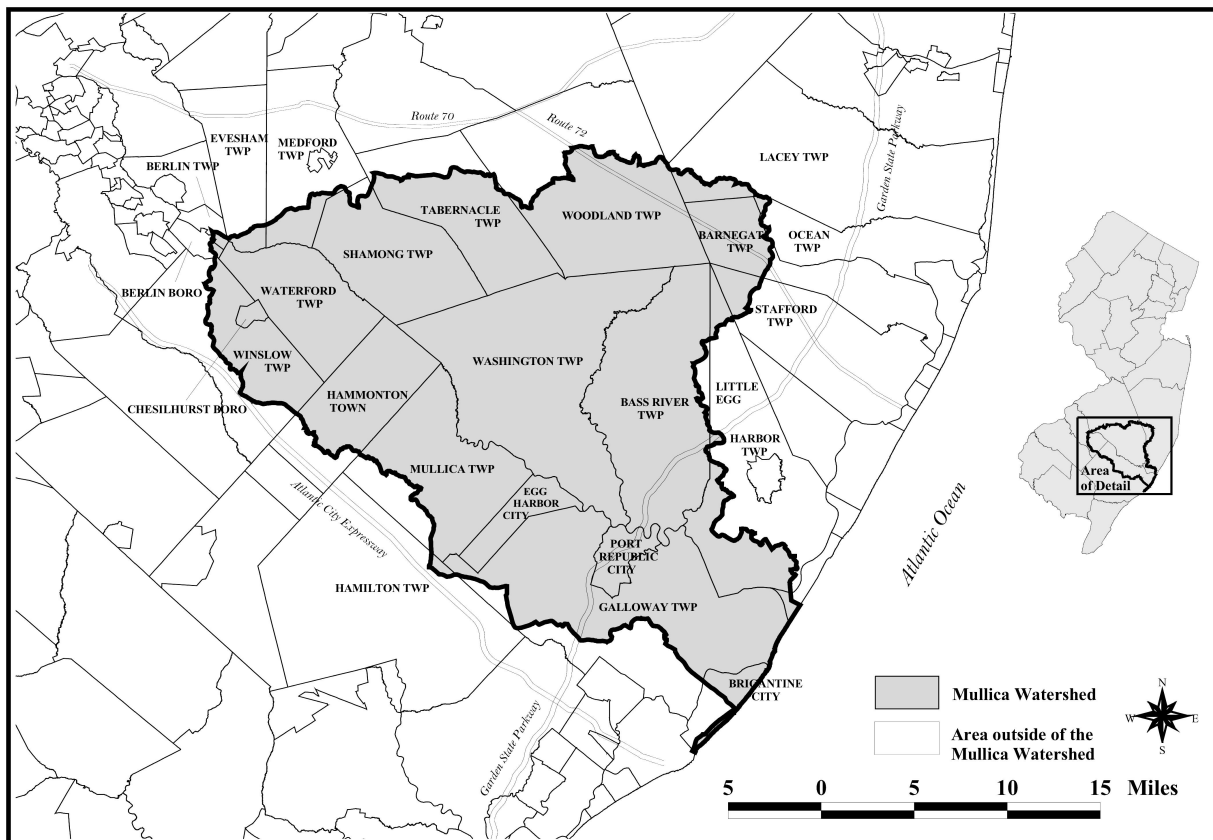 Route 70
Route 72
Garden State Parkway
EVESHAM
TWP
MEDFORD
TWP
BERLIN TWP
LACEY TWP
TABERNACLE
TWP
WOODLAND TWP
BARNEGAT
TWP
OCEAN
TWP
SHAMONG TWP
BERLIN BORO
WATERFORD
TWP
STAFFORD
TWP
WINSLOW
TWP
WASHINGTON TWP
HAMMONTON
TOWN
CHESILHURST BORO
BASS RIVER
TWP
LITTLE
EGG
HARBOR
TWP
MULLICA TWP
EGG
HARBOR
CITY
Atlantic City Expressway
PORT
REPUBLIC
CITY
HAMILTON TWP
GALLOWAY TWP
BRIGANTINE
CITY
Garden State Parkway
Atlantic Ocean
Area
of Detail
Mullica Watershed
Area outside of the
Mullica Watershed
N
W E
S
5 0 5 10 15 Miles